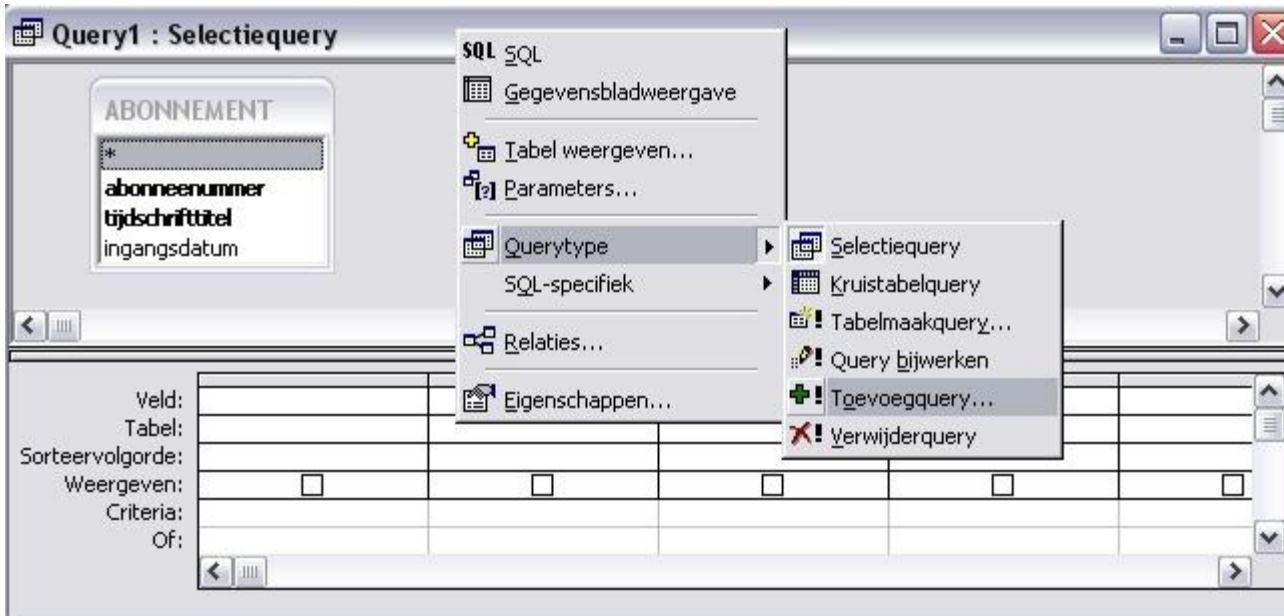 Query1 : Selectiequery
ABONNEMENT
*
abonneenummer
tijdschrifttitel
ingangsdatum
SQL SQL
Gegevensbladweergave
Tabel weergeven...
Parameters...
Querytype
SQL-specifiek
Relaties...
Eigenschappen...
Selectiequery
Kruistabelquery
Tabelmaakquery...
Query bijwerken
Toevoegquery...
Verwijderquery
Veld:
Tabel:
Sorteervolgorde:
Weergeven:
Criteria:
Of: